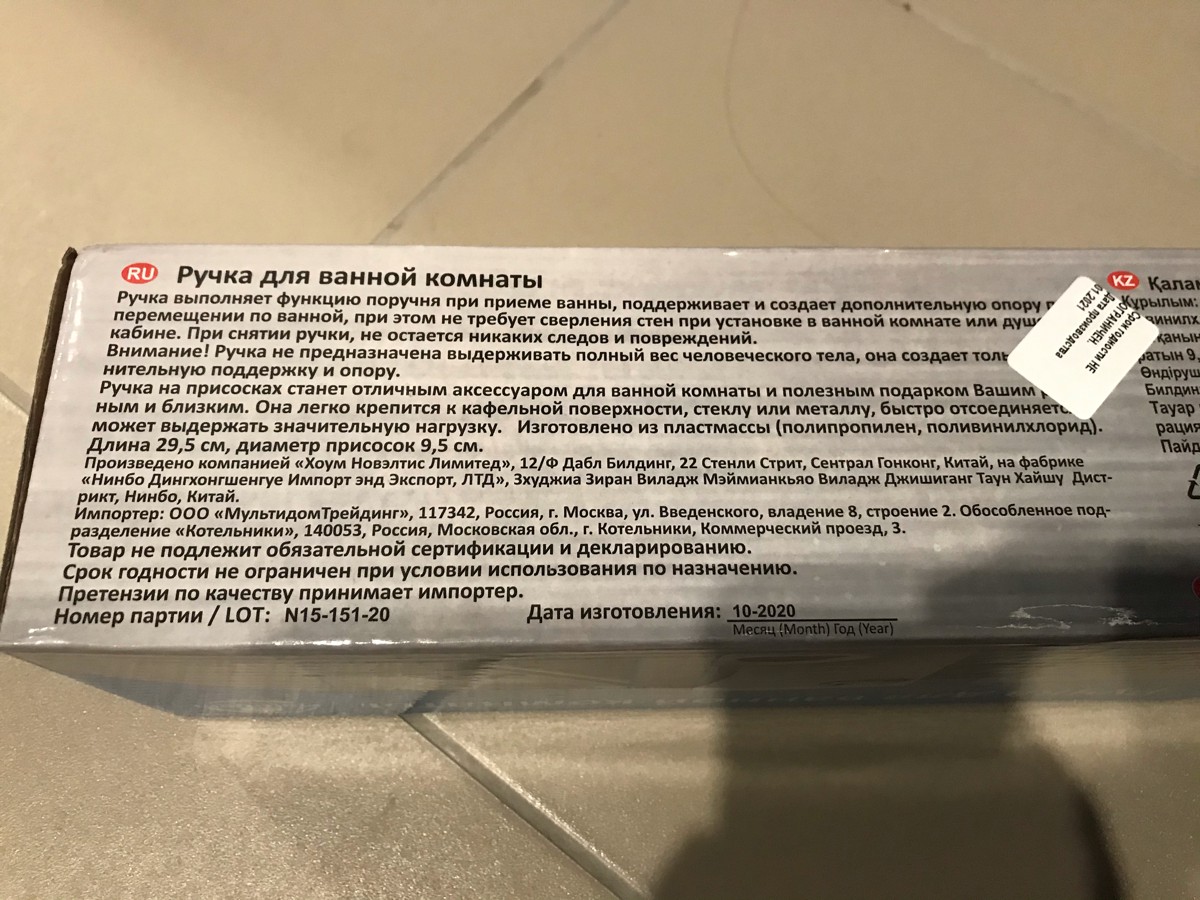 RU Ручка для ванной комнаты
Ручка выполняет функцию поручня при приеме ванны, поддерживает и создает дополнительную опору
перемещении по ванной, при этом не требует сверления стен при установке в ванной комнате или
кабине. При снятии ручки, не остается никаких следов и повреждений.
Внимание! Ручка не предназначена выдерживать полный вес человеческого тела, она создает
нительную поддержку и опору.
Ручка на присосках станет отличным аксессуаром для ванной комнаты и полезным подарком Вашим
ным и близким. Она легко крепится к кафельной поверхности, стеклу или металлу, быстро
может выдержать значительную нагрузку. Изготовлено из пластмассы (полипропилен, поливинилхлорид).
Длина 29,5 см, диаметр присосок 9,5 см.
Произведено компанией «Хоум Новэлтис Лимитед», 12/Ф Дабл Билдинг, 22 Стенли Стрит, Сентрал Гонконг, Китай, на фабрике
«Нинбо Дингхонгшенгуе Импорт энд Экспорт, ЛТД», Зхуджиа Зиран Виладж Мэймианкьяо Виладж Джишиганг Таун Хайшу Дист-
рикт, Нинбо, Китай.
Импортер: ООО «МультидомТрейдинг», 117342, Россия, г. Москва, ул. Введенского, владение 8, строение 2. Обособленное под-
разделение «Котельники», 140053, Россия, Московская обл., г. Котельники, Коммерческий проезд, 3.
Товар не подлежит обязательной сертификации и декларированию.
Срок годности не ограничен при условии использования по назначению.
Претензии по качеству принимает импортер.
Номер партии / LOT: N15-151-20 Дата изготовления: 10-2020
Месяц (Month) Год (Year)
Срок годности НЕ
ОГРАНИЧЕН.
Дата производства
01.2021
KZ
Құрылым:
Тауар